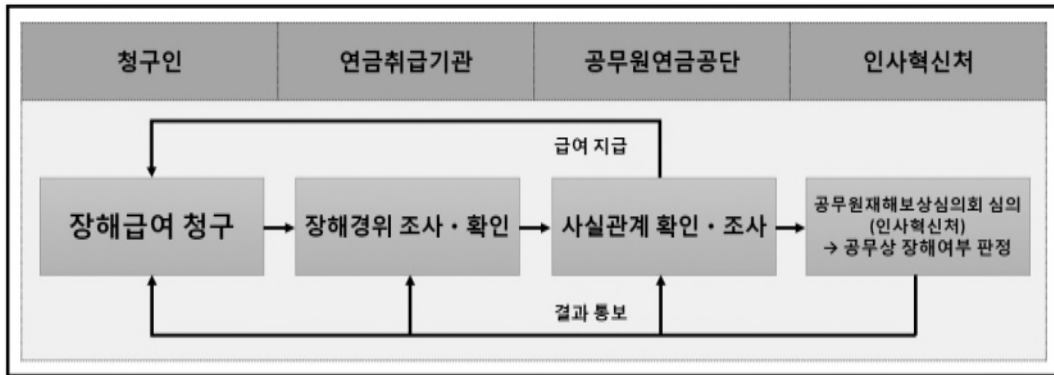 청구인
연금취급기관
공무원연금공단
인사혁신처
급여 지급
장해급여 청구
장해경위 조사・확인
사실관계 확인・조사
공무원재해보상심의회 심의
(인사혁신처)
→ 공무상 장해여부 판정
결과 통보